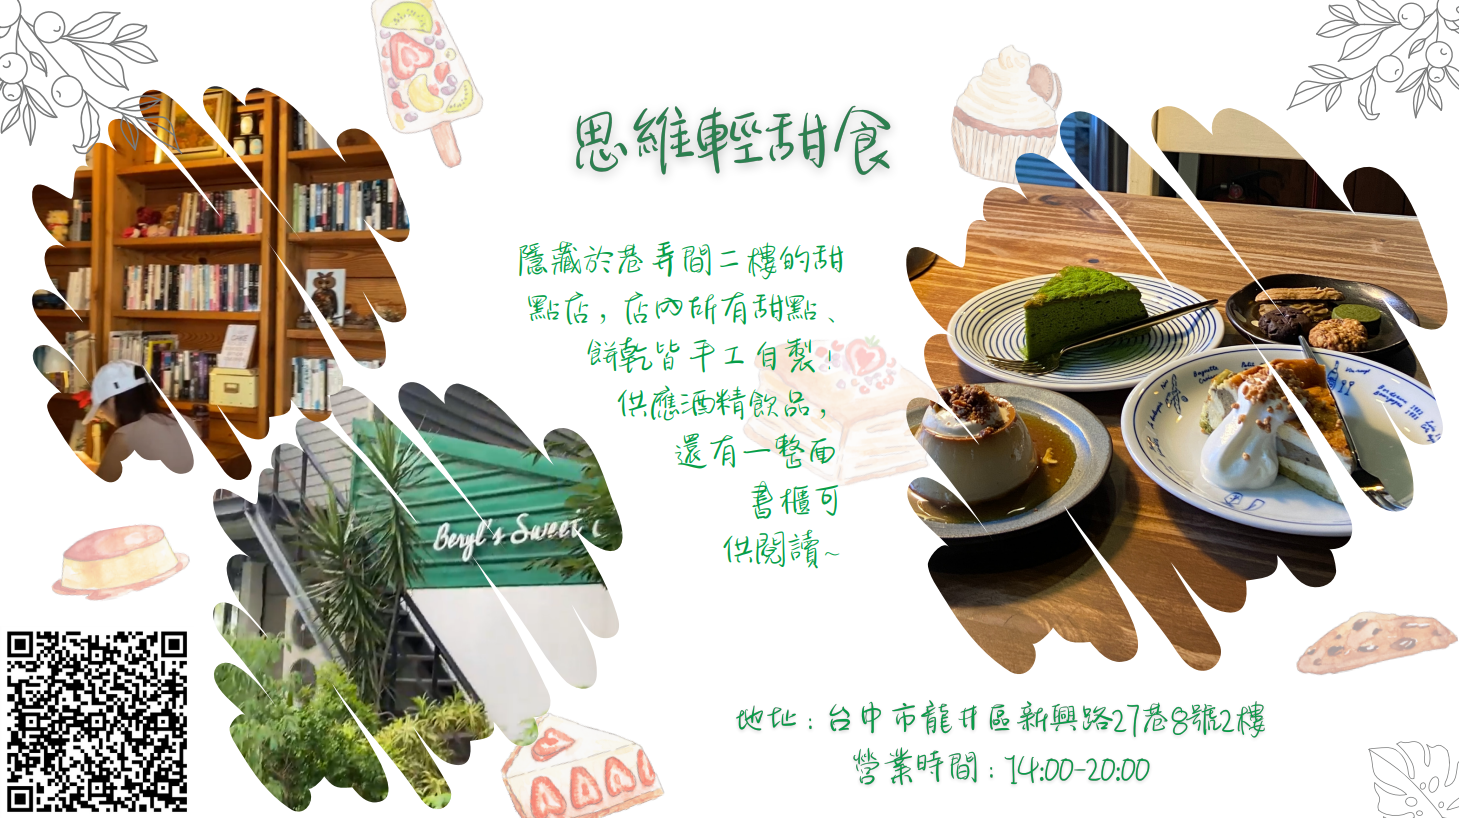 思維輕甜食
隱藏於巷弄間二樓的甜
點店，店內所有甜點、
餅乾皆手工自製！
供應酒精飲品，
還有一整面
書櫃可
供閱讀~
Beryl's Sweet
地址：台中市龍井區新興路27巷8號2樓
營業時間：14:00-20:00